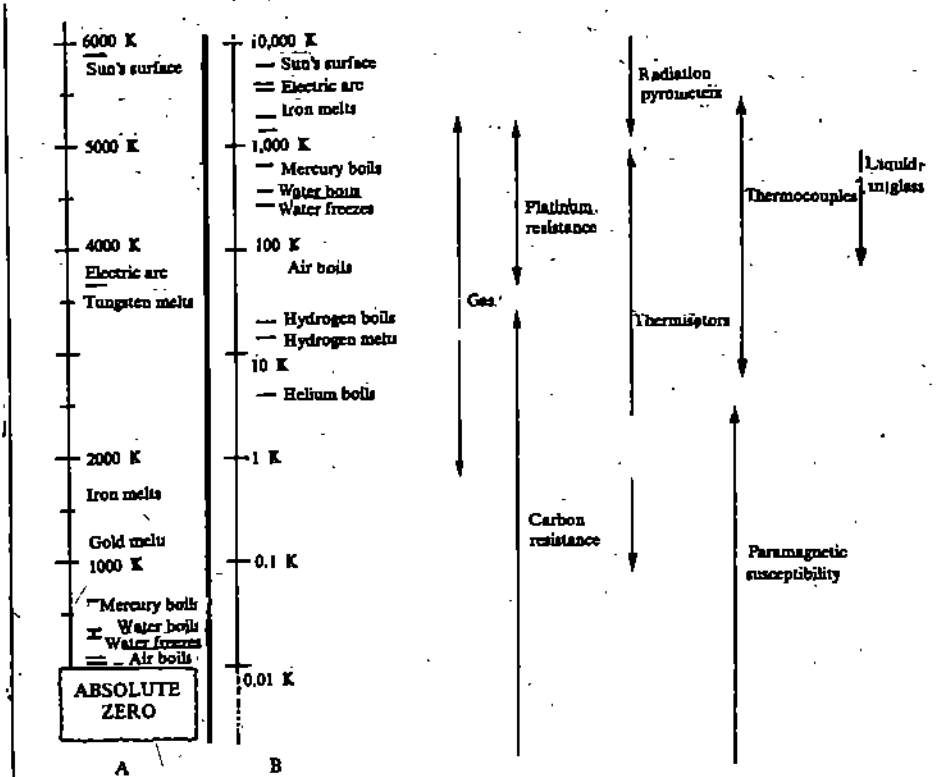 6000 K
Sun's surface
5000 K
4000 K
Electric arc
Tungsten melts
2000 K
Iron melts
Gold melts
1000 K
Mercury boils
Water boils
Water freezes
Air boils
ABSOLUTE
ZERO
A
10,000 K
Sun's surface
Electric arc
Iron melts
1,000 K
Mercury boils
Water boils
Water freezes
100 K
Air boils
Hydrogen boils
Hydrogen melts
10 K
Helium boils
1 K
0.1 K
0.01 K
B
Gas
Platinum
resistance
Carbon
resistance
Radiation
pyrometers
Thermistors
Thermocouples
Paramagnetic
susceptibility
Liquid
in glass